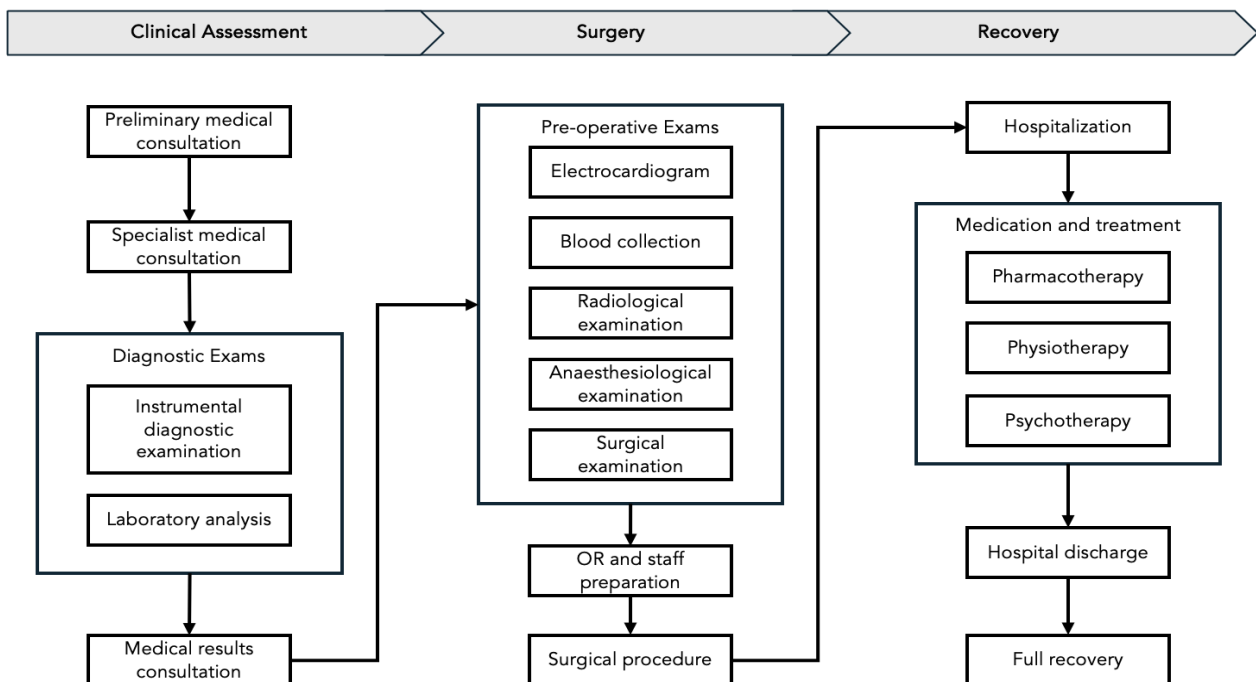 Clinical Assessment
Surgery
Recovery
Preliminary medical
consultation
Specialist medical
consultation
Diagnostic Exams
Instrumental
diagnostic
examination
Laboratory analysis
Medical results
consultation
Pre-operative Exams
Electrocardiogram
Blood collection
Radiological
examination
Anaesthesiological
examination
Surgical
examination
OR and staff
preparation
Surgical procedure
Hospitalization
Medication and treatment
Pharmacotherapy
Physiotherapy
Psychotherapy
Hospital discharge
Full recovery